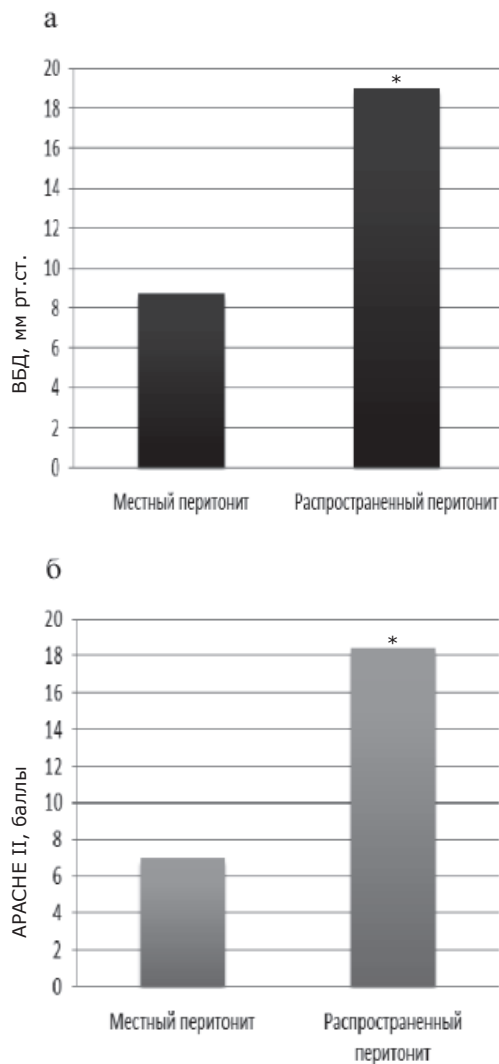 а
ВБД, мм рт.ст.
20
18
16
14
12
10
8
6
4
2
0
*
Местный перитонит
Распространенный перитонит
б
APACHE II, баллы
20
18
16
14
12
10
8
6
4
2
0
*
Местный перитонит
Распространенный
перитонит